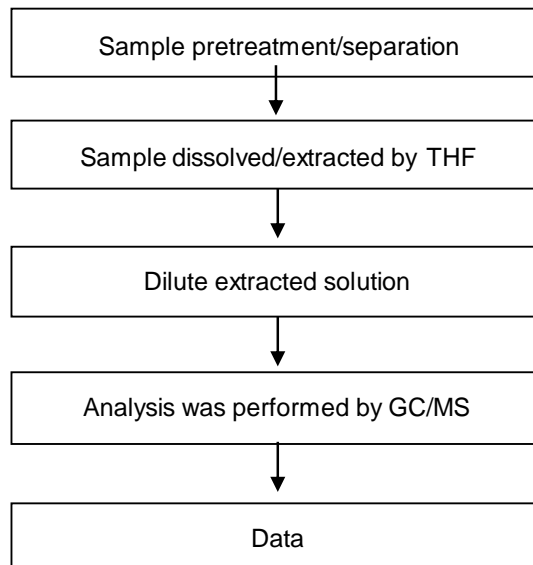 Sample pretreatment/separation
Sample dissolved/extracted by THF
Dilute extracted solution
Analysis was performed by GC/MS
Data